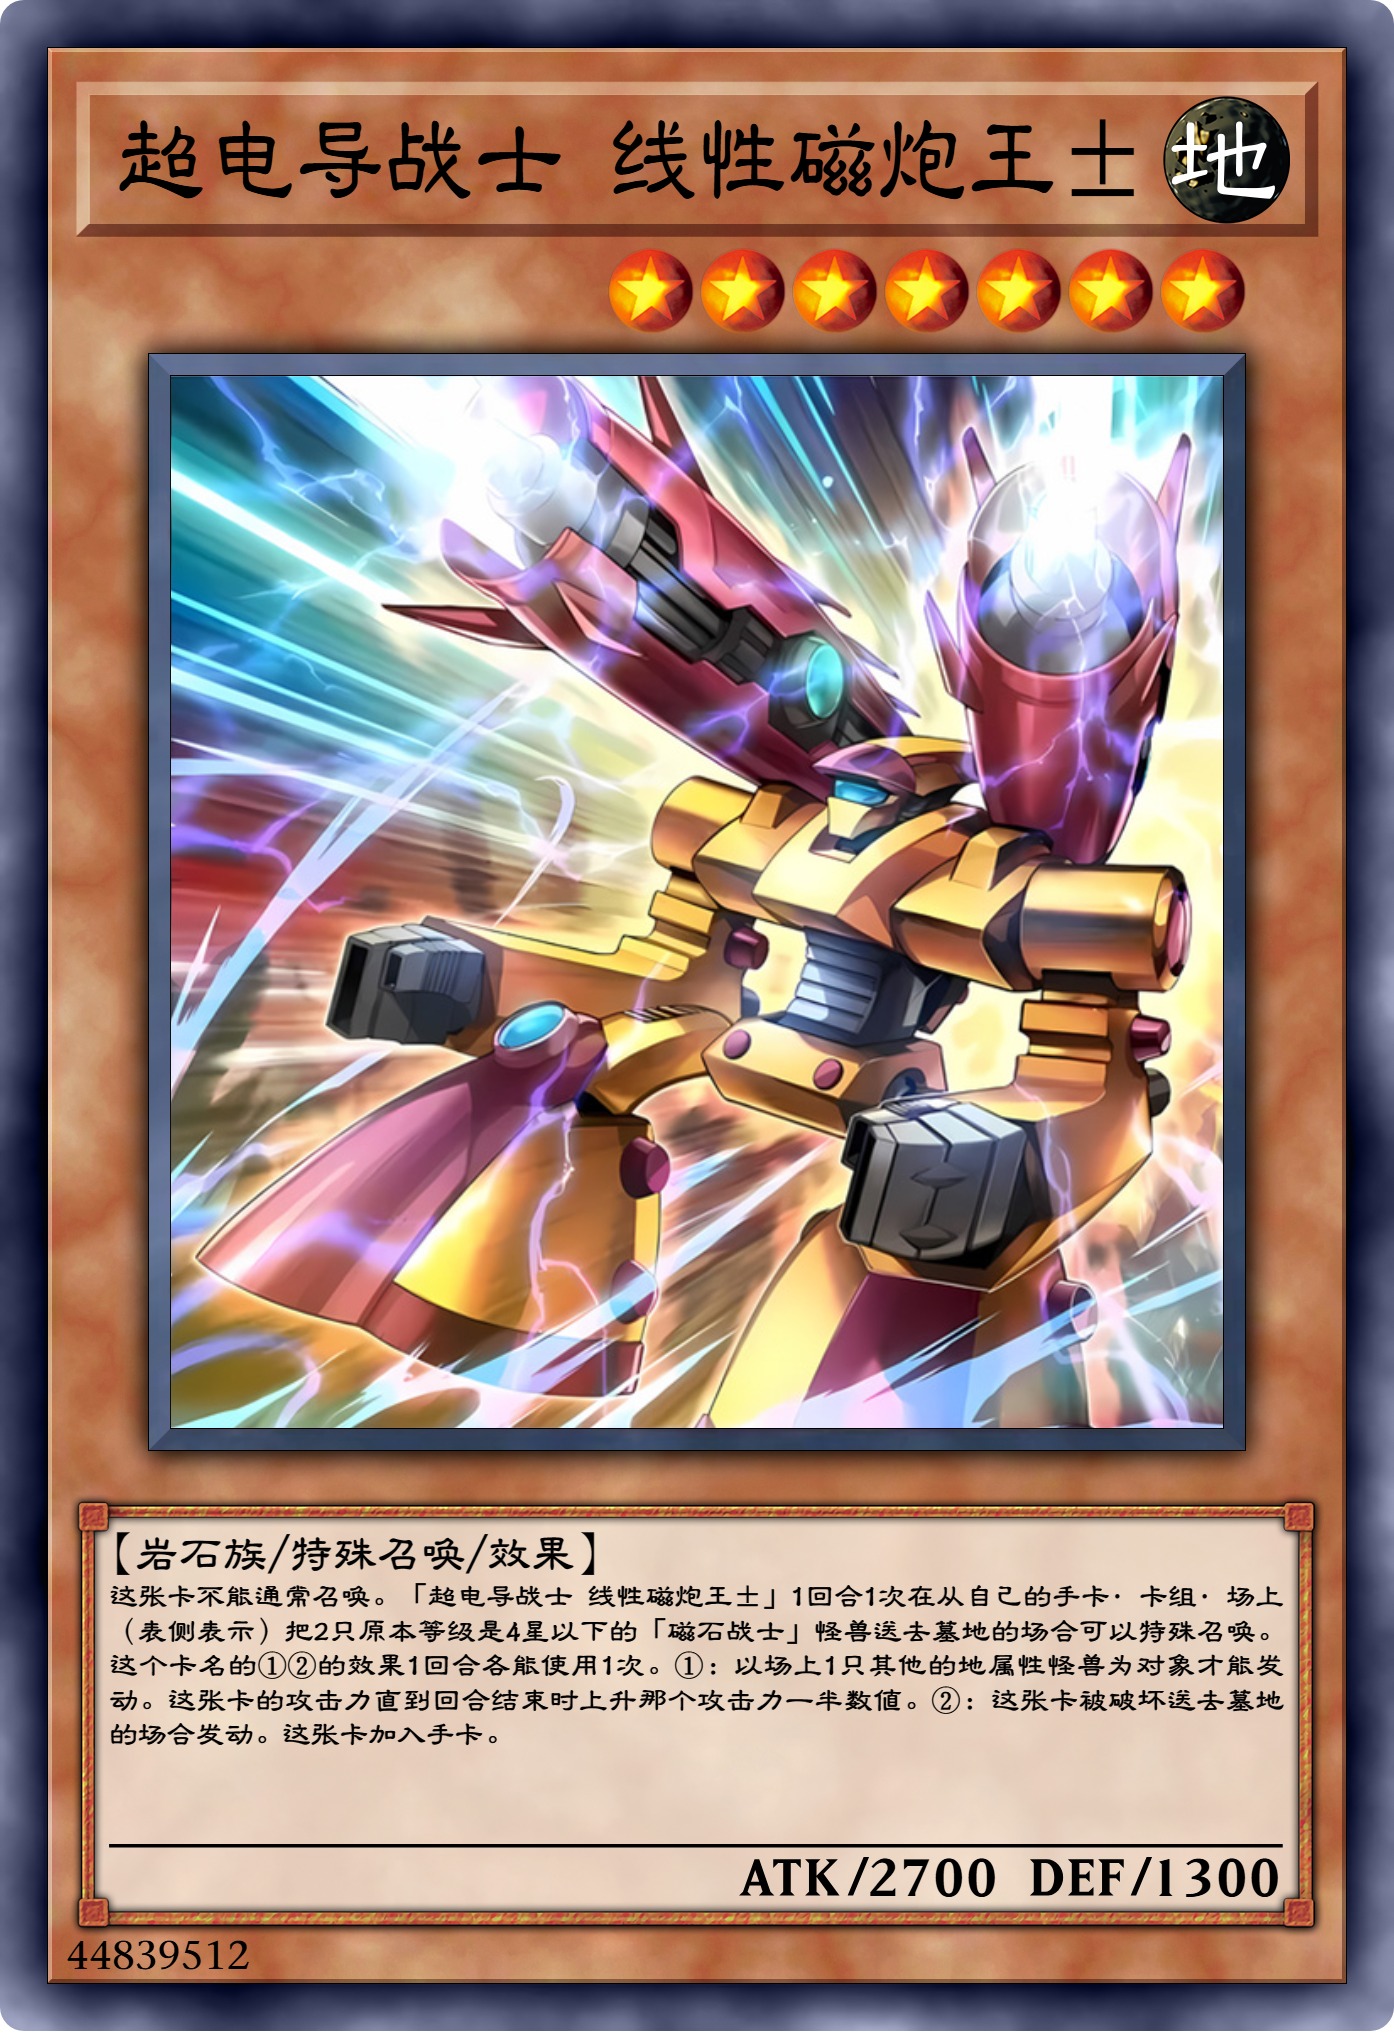 超电导战士 线性磁炮王±
地
【岩石族/特殊召唤/效果】
这张卡不能通常召唤。「超电导战士 线性磁炮王±」1回合1次在从自己的手卡·卡组·场上
（表侧表示）把2只原本等级是4星以下的「磁石战士」怪兽送去墓地的场合可以特殊召唤。
这个卡名的①②的效果1回合各能使用1次。①：以场上1只其他的地属性怪兽为对象才能发
动。这张卡的攻击力直到回合结束时上升那个攻击力一半数值。②：这张卡被破坏送去墓地
的场合发动。这张卡加入手卡。
ATK/2700 DEF/1300
44839512